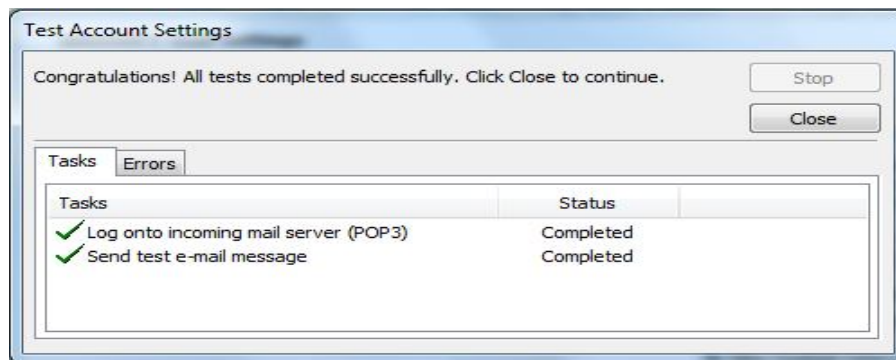 Test Account Settings
Congratulations! All tests completed successfully. Click Close to continue.
Stop
Close
Tasks Errors
Tasks Status
Log onto incoming mail server (POP3) Completed
Send test e-mail message Completed